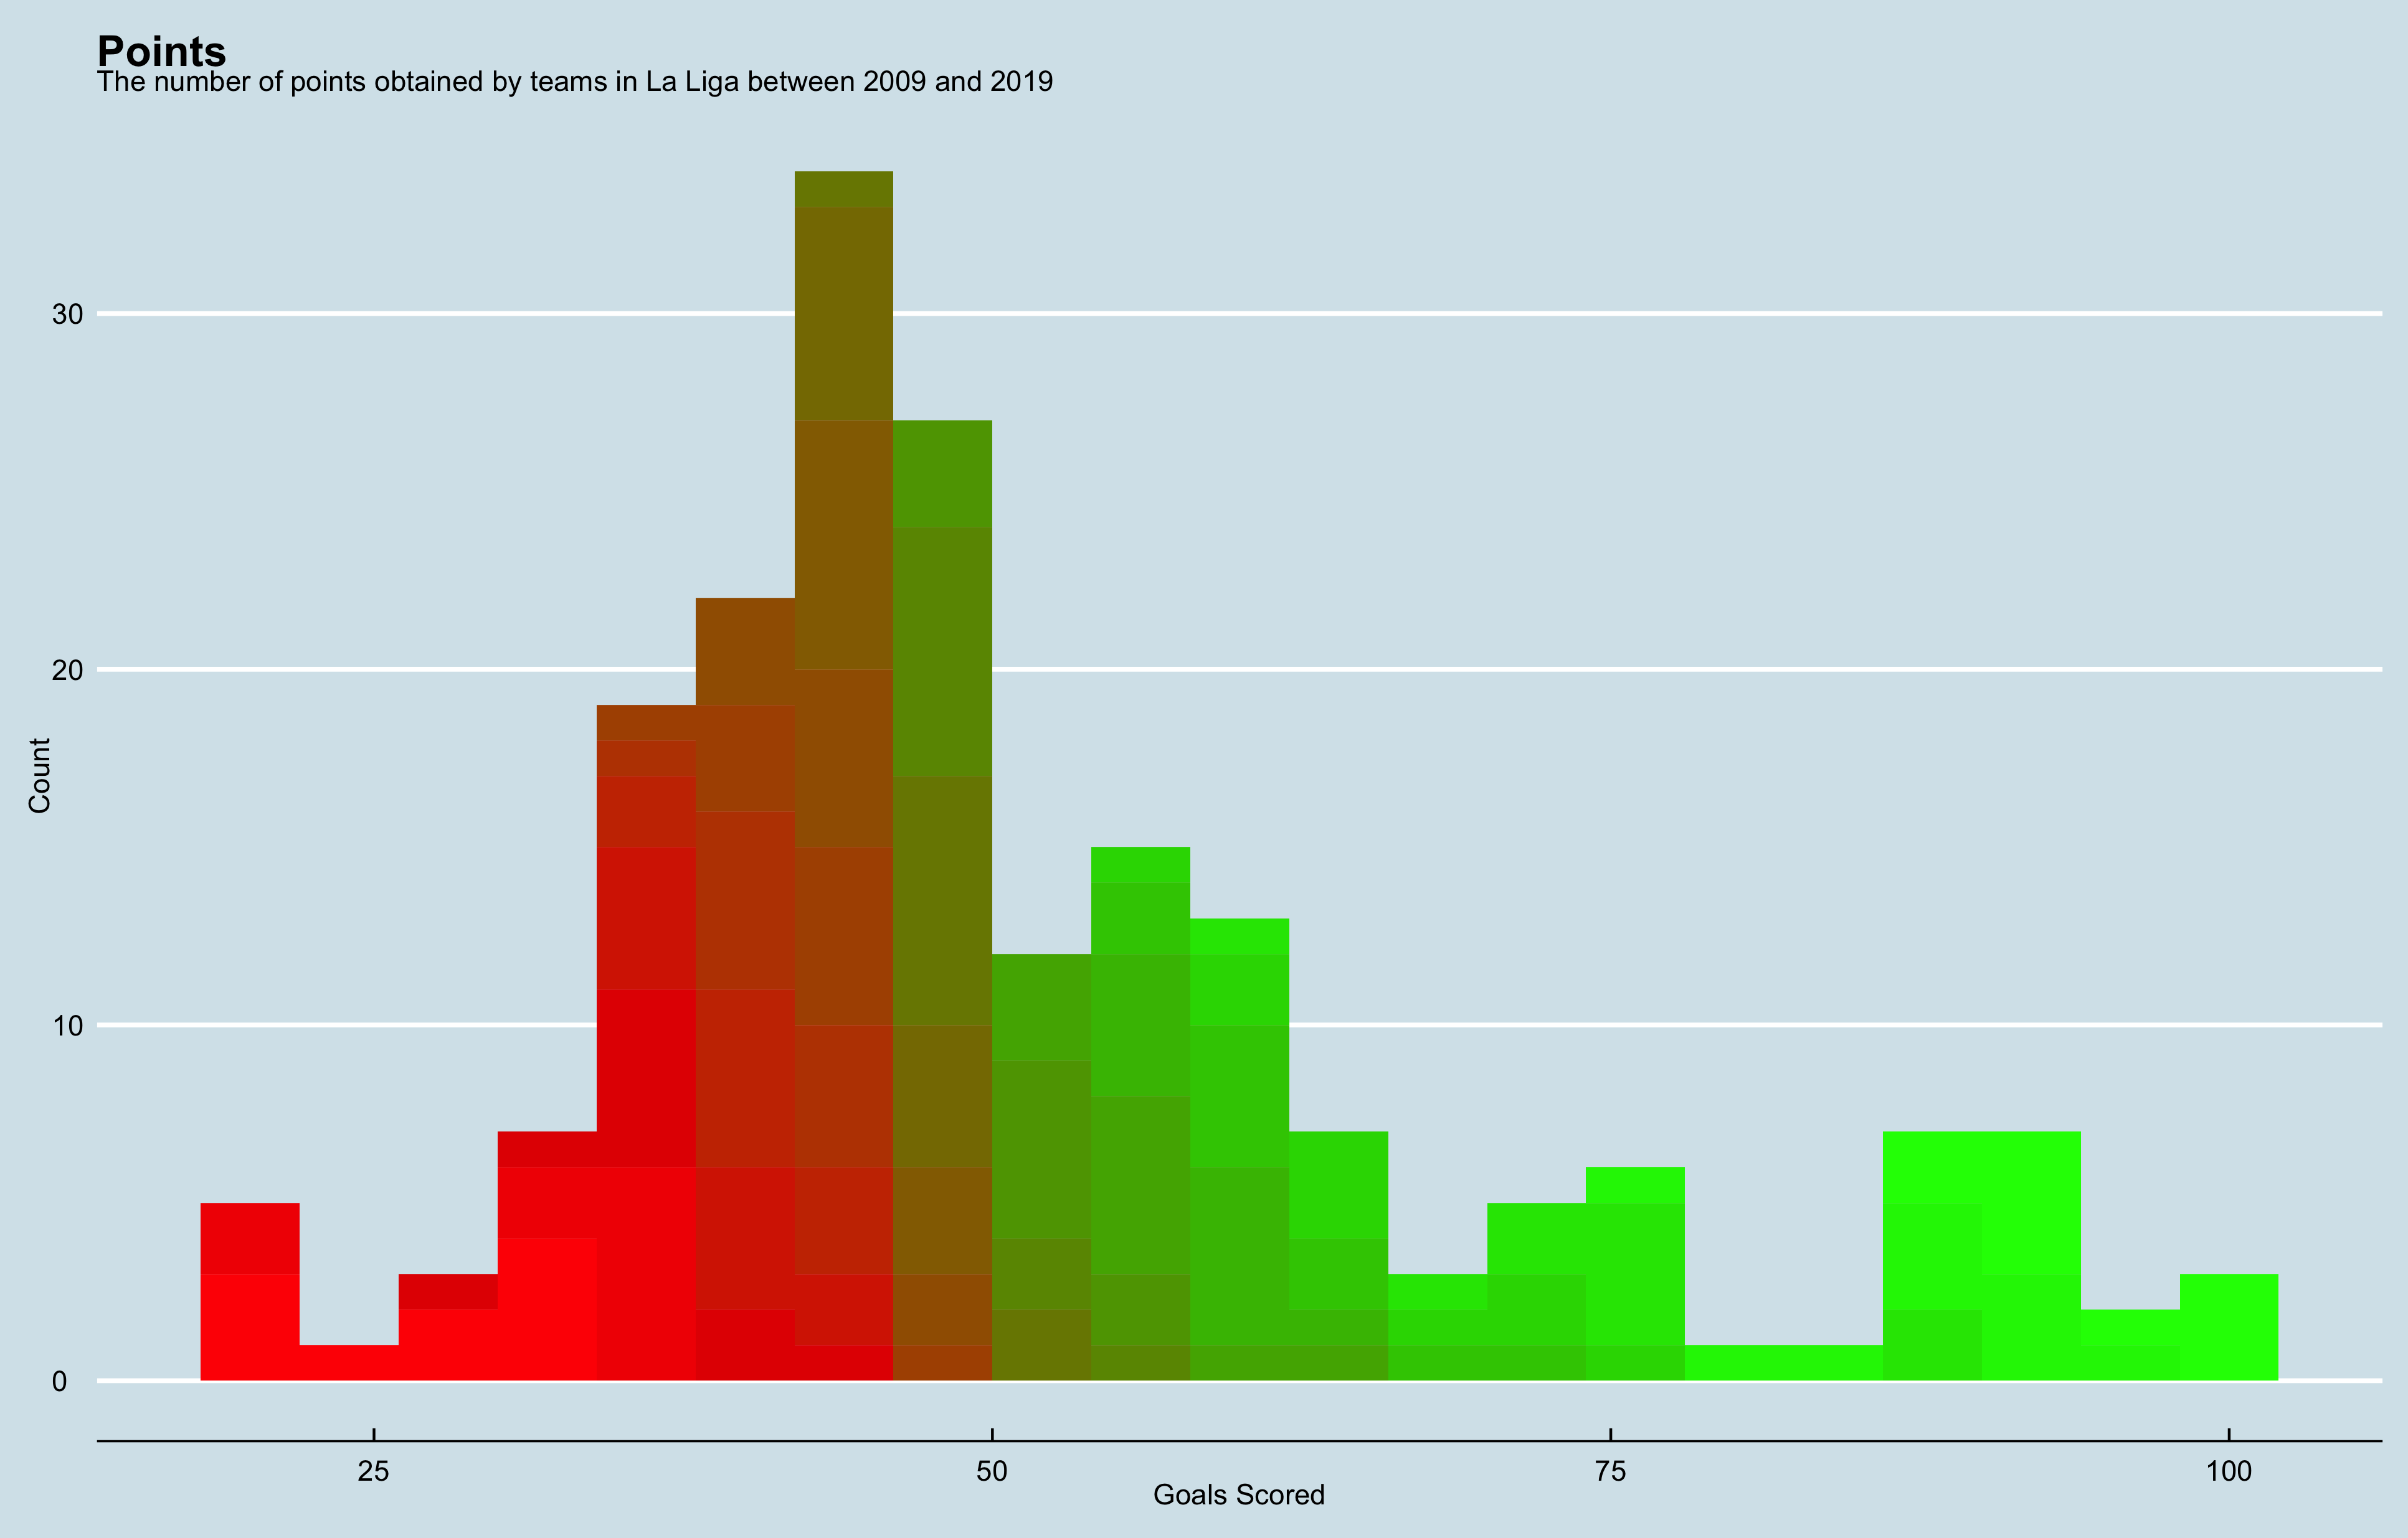 Points
The number of points obtained by teams in La Liga between 2009 and 2019
30
20
10
0
Count
25 50 75 100
Goals Scored